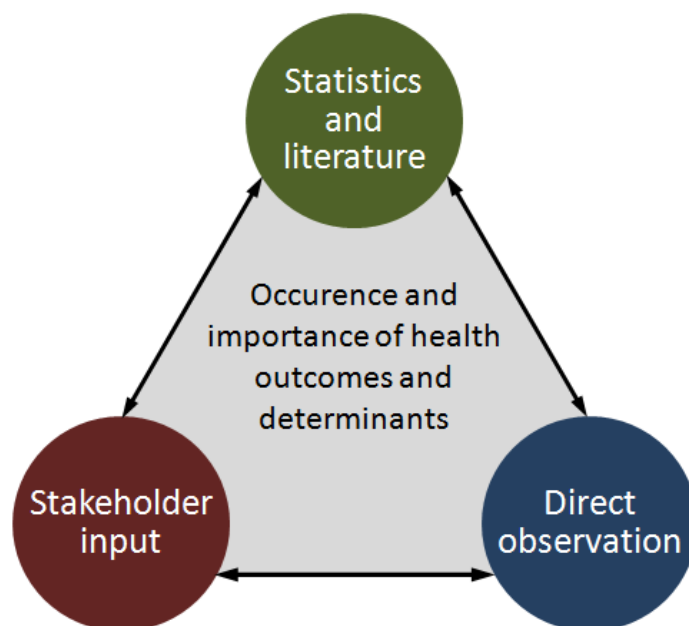 Statistics
and
literature
Occurence and
importance of health
outcomes and
determinants
Stakeholder
input
Direct
observation